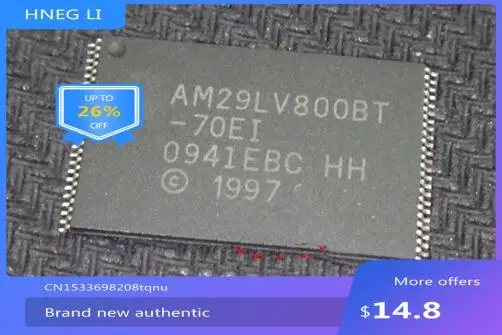 HNEG LI
UP TO
26%
OFF
AM29LV800BT
-70EI
0941EBC HH
© 1997
CN1533698208tqnu
More offers
Brand new authentic
$14.8